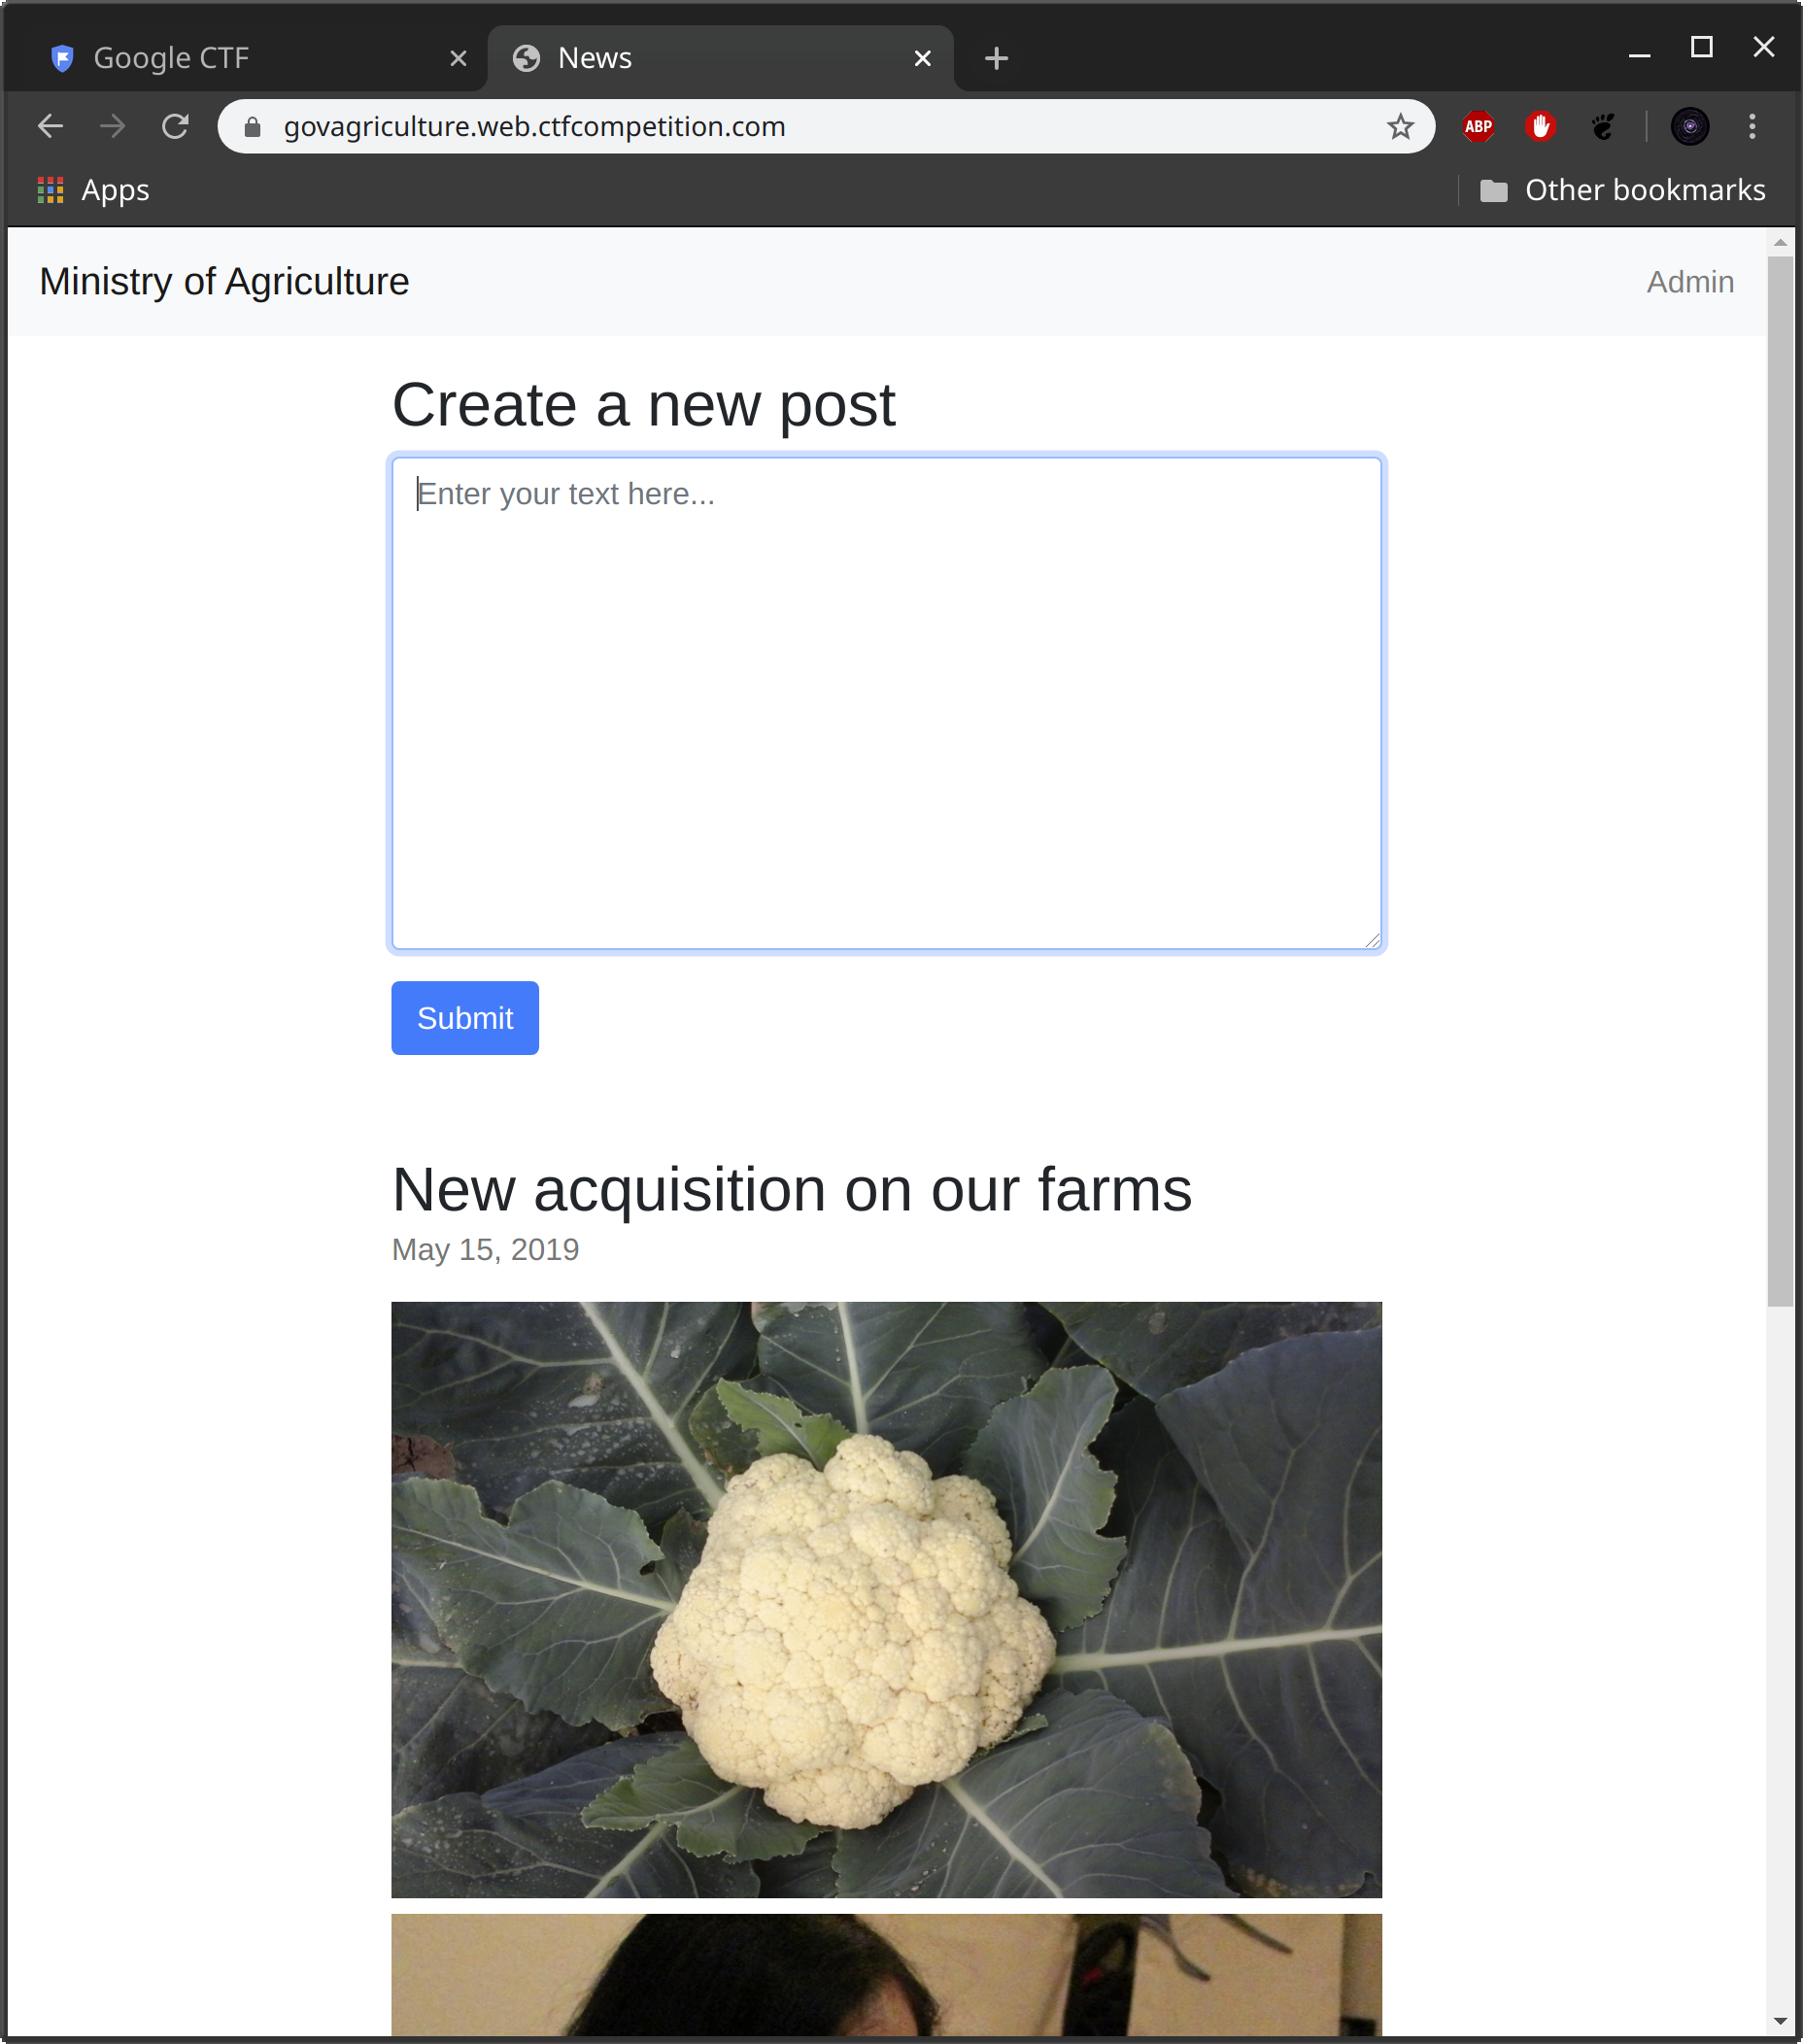 Google CTF
News
govagriculture.web.ctfcompetition.com
ABP
Apps
Other bookmarks
Ministry of Agriculture
Admin
Create a new post
Enter your text here...
Submit
New acquisition on our farms
May 15, 2019